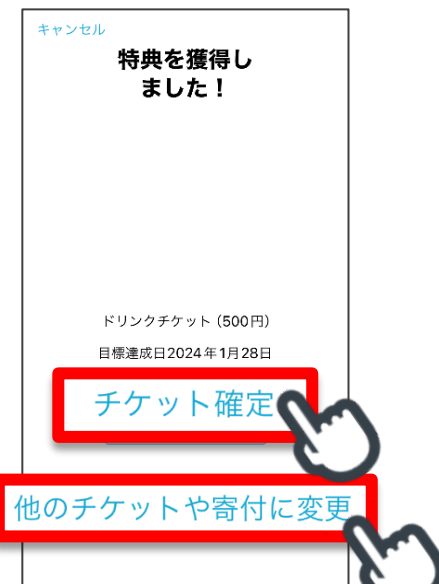 キャンセル
特典を獲得し
ました！
ドリンクチケット（500円）
目標達成日2024年1月28日
チケット確定
他のチケットや寄付に変更